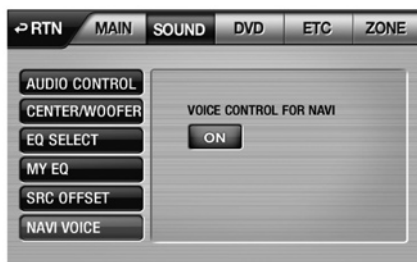 RTN MAIN SOUND DVD ETC ZONE
AUDIO CONTROL
CENTER/WOOFER
EQ SELECT
MY EQ
SRC OFFSET
NAVI VOICE
VOICE CONTROL FOR NAVI
ON